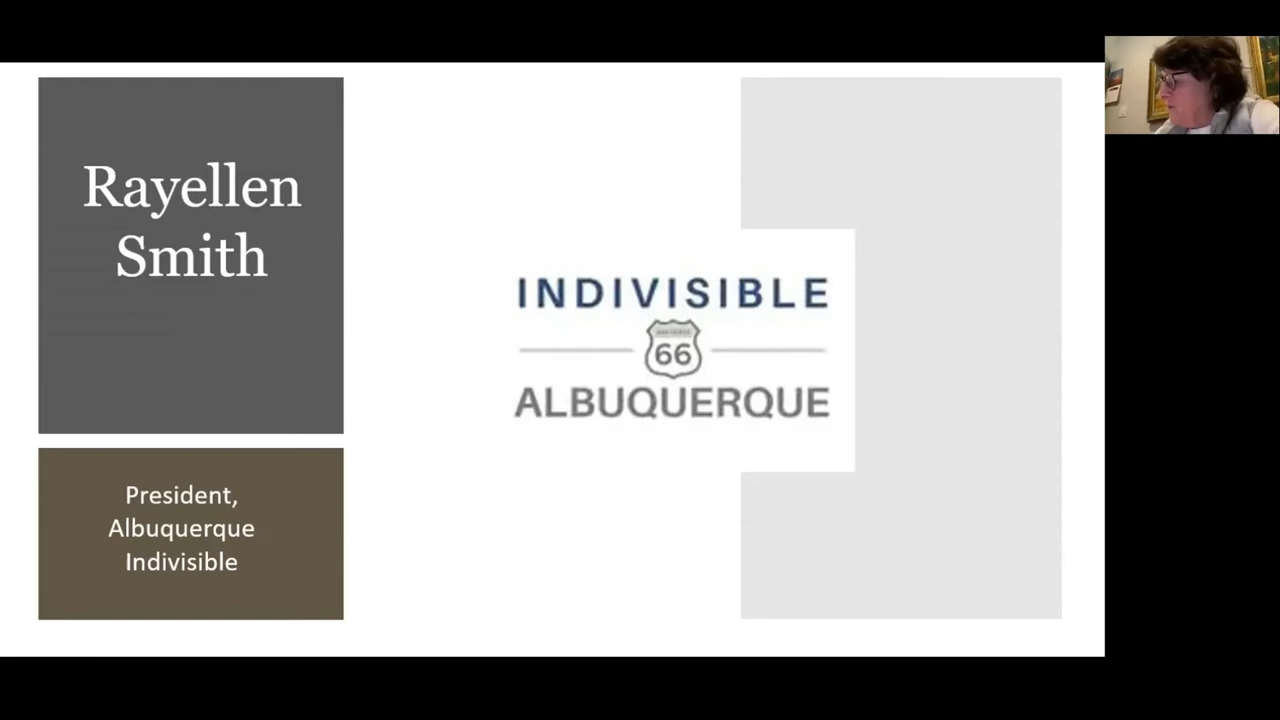 Rayellen
Smith
President,
Albuquerque
Indivisible
INDIVISIBLE
66
ALBUQUERQUE